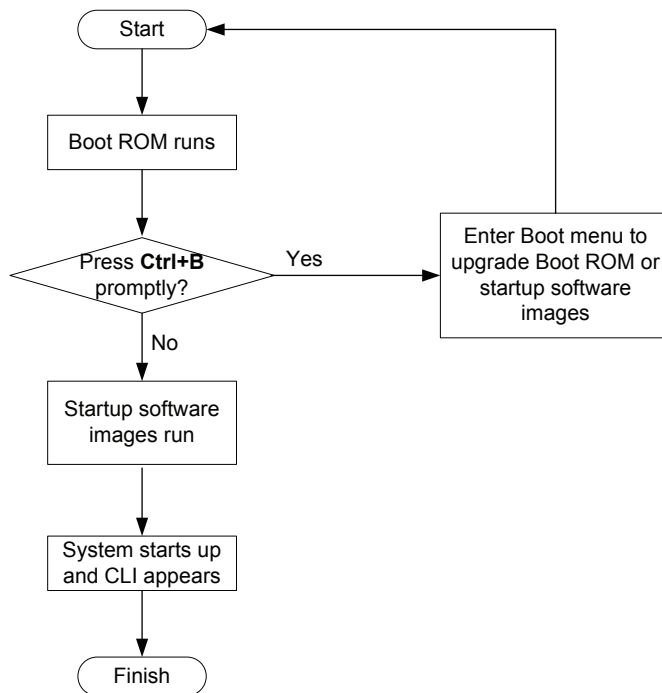 Start
Boot ROM runs
Press Ctrl+B
promptly?
Yes
Enter Boot menu to
upgrade Boot ROM or
startup software
images
No
Startup software
images run
System starts up
and CLI appears
Finish